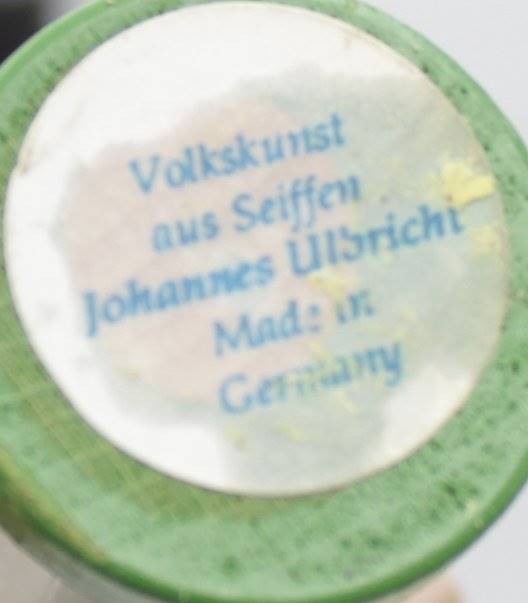 Volkskunst
aus Seiffen
Johannes Ulbricht
Made in
Germany